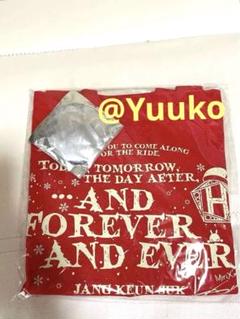 @Yuuko
YOU TO COME ALONG
FOR THE RIDE.
TOMORROW,
THE DAY AFTER,
...AND
FOREVER
AND EVER
H
JANG KEUN SUK